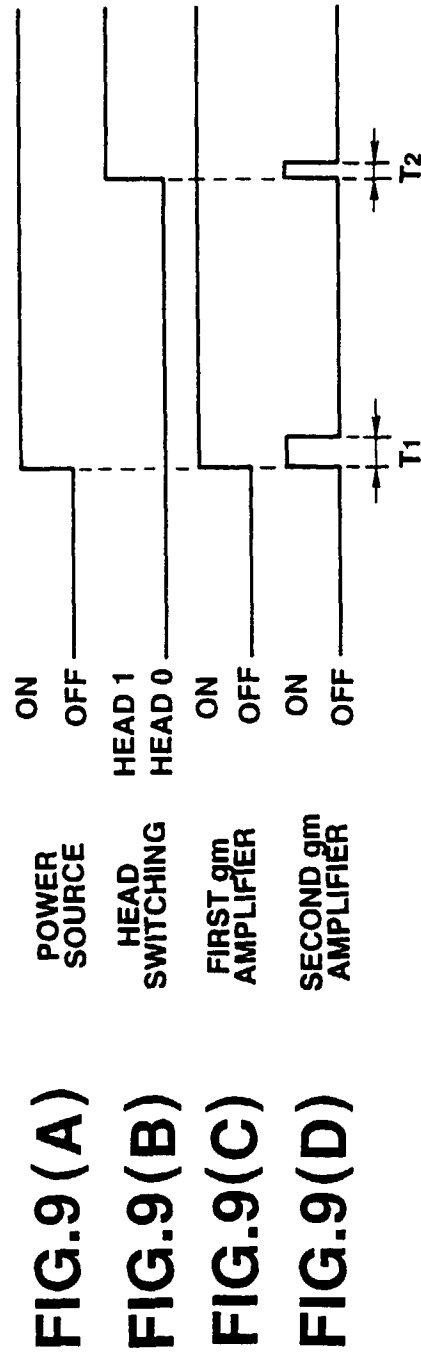 FIG.9(A)
POWER
SOURCE
ON
OFF
FIG.9(B)
HEAD
SWITCHING
HEAD 1
HEAD 0
FIG.9(C)
FIRST gm
AMPLIFIER
ON
OFF
FIG.9(D)
SECOND gm
AMPLIFIER
ON
OFF
T1
T2